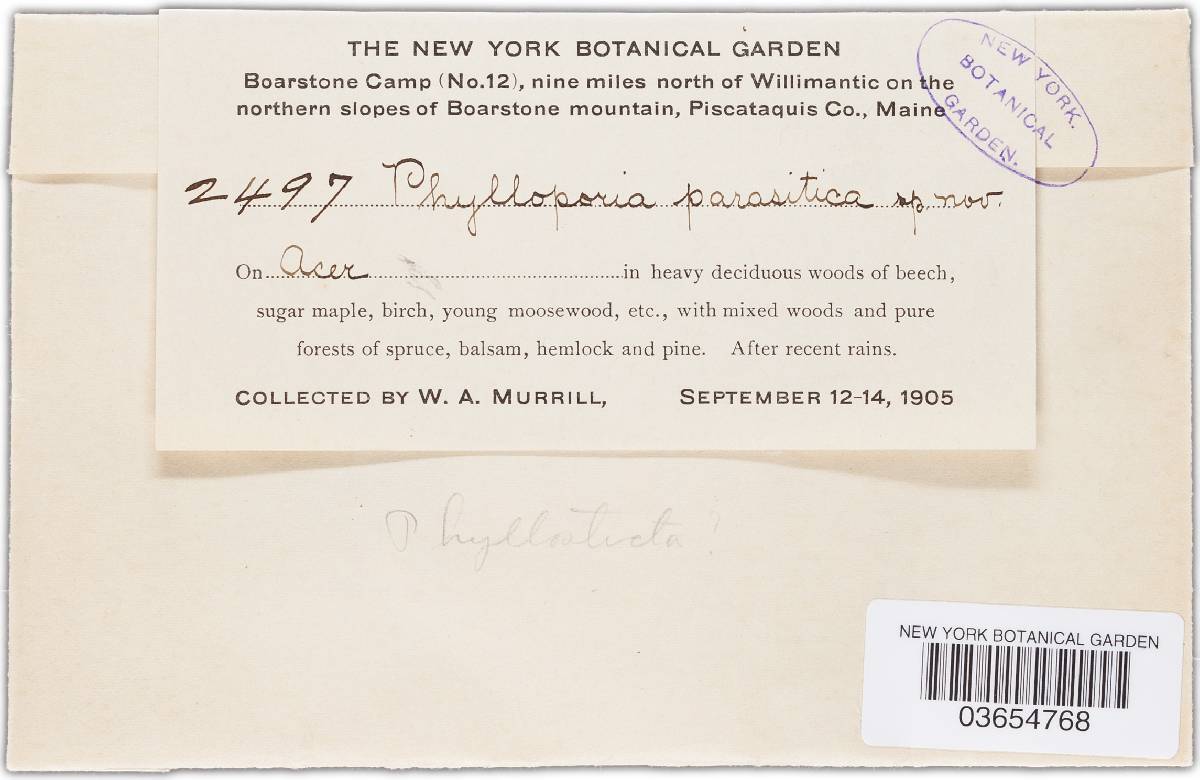 THE NEW YORK BOTANICAL GARDEN
Boarstone Camp (No.12), nine miles north of Willimantic on the
northern slopes of Boarstone mountain, Piscataquis Co., Maine
NEW YORK.
BOTANICAL
GARDEN.
2497 Phylloporia parasitica sp. nov.
On Acer in heavy deciduous woods of beech,
sugar maple, birch, young moosewood, etc., with mixed woods and pure
forests of spruce, balsam, hemlock and pine. After recent rains.
COLLECTED BY W. A. MURRILL, SEPTEMBER 12-14, 1905
Phyllosticta?
NEW YORK BOTANICAL GARDEN
03654768